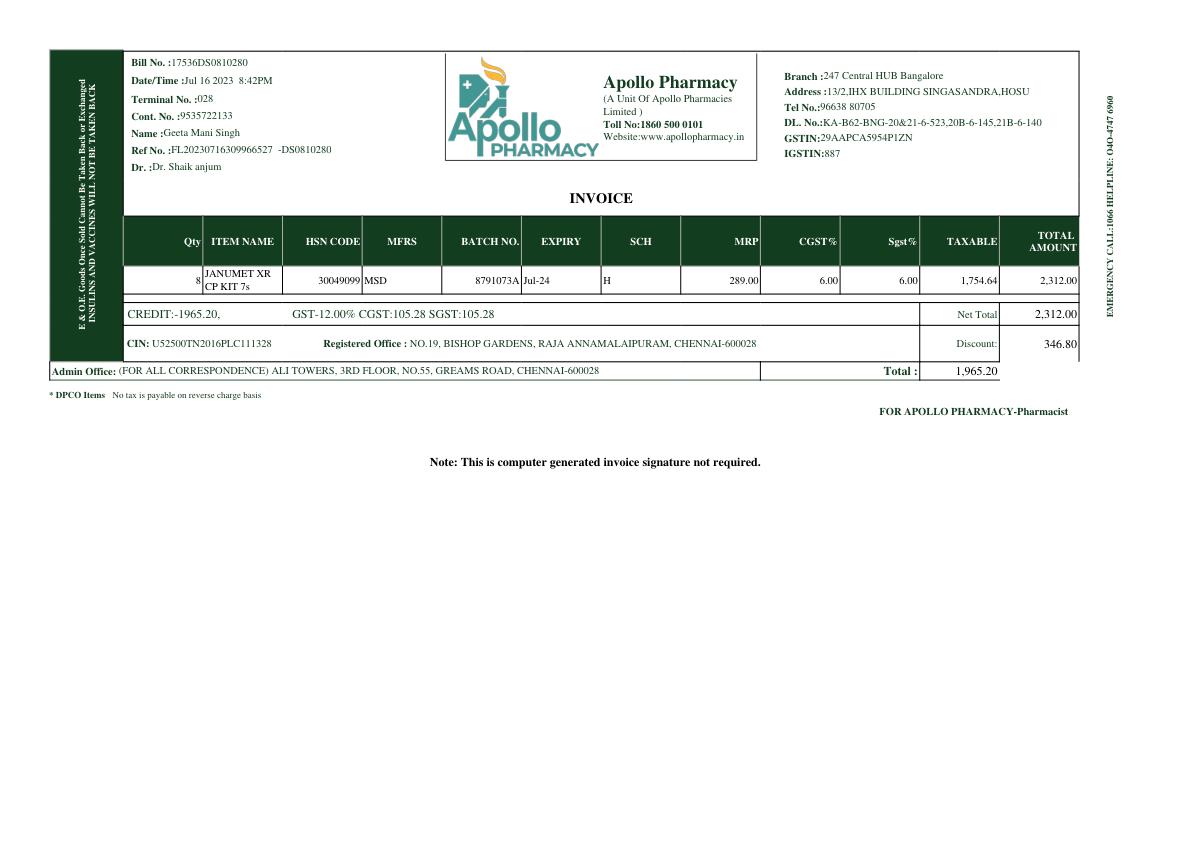 E & O.E. Goods Once Sold Cannot Be Taken Back or Exchanged
INSULINS AND VACCINES WILL NOT BE TAKEN BACK
Bill No. :17536DS0810280
Date/Time :Jul 16 2023  8:42PM
Terminal No. :028
Cont. No. :9535722133
Name :Geeta Mani Singh
Ref No. :FL20230716309966527  -DS0810280
Dr. :Dr. Shaik anjum
Apollo
PHARMACY
Apollo Pharmacy
(A Unit Of Apollo Pharmacies
Limited )
Toll No:1860 500 0101
Website:www.apollopharmacy.in
Branch :247 Central HUB Bangalore
Address :13/2,IHX BUILDING SINGASANDRA,HOSU
Tel No.:96638 80705
DL. No.:KA-B62-BNG-20&21-6-523,20B-6-145,21B-6-140
GSTIN:29AAPCA5954P1ZN
IGSTIN:887
EMERGENCY CALL:1066 HELPLINE: O4O-4747 6960
INVOICE
Qty ITEM NAME HSN CODE MFRS BATCH NO. EXPIRY SCH MRP CGST% Sgst% TAXABLE TOTAL AMOUNT
8 JANUMET XR CP KIT 7s 30049099 MSD 8791073A Jul-24 H 289.00 6.00 6.00 1,754.64 2,312.00
CREDIT:-1965.20, GST-12.00% CGST:105.28 SGST:105.28 Net Total 2,312.00
CIN: U52500TN2016PLC111328 Registered Office : NO.19, BISHOP GARDENS, RAJA ANNAMALAIPURAM, CHENNAI-600028 Discount: 346.80
Admin Office: (FOR ALL CORRESPONDENCE) ALI TOWERS, 3RD FLOOR, NO.55, GREAMS ROAD, CHENNAI-600028 Total : 1,965.20
* DPCO Items No tax is payable on reverse charge basis
FOR APOLLO PHARMACY-Pharmacist
Note: This is computer generated invoice signature not required.